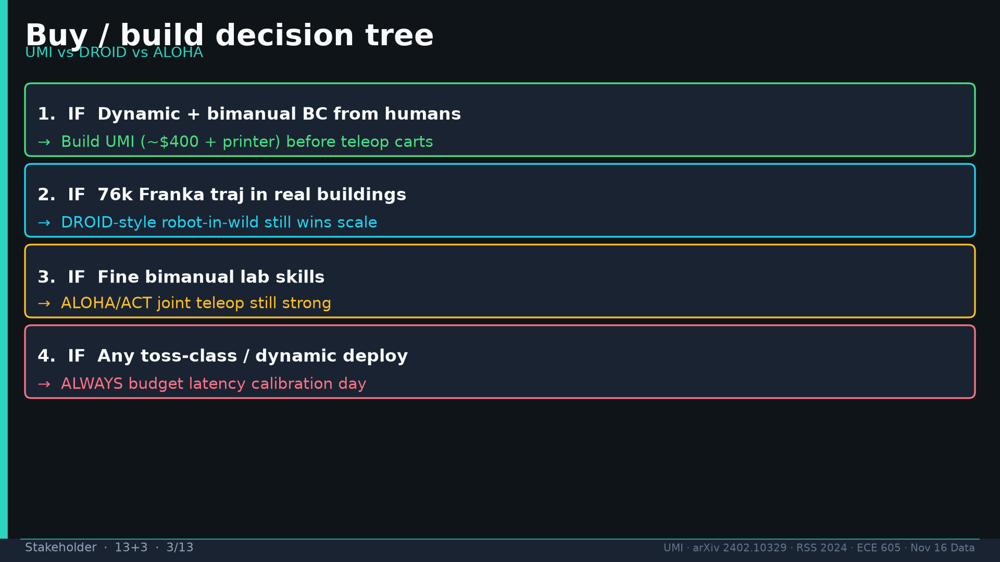 Buy / build decision tree
UMI vs DROID vs ALOHA
1. IF Dynamic + bimanual BC from humans
→ Build UMI (~$400 + printer) before teleop carts
2. IF 76k Franka traj in real buildings
→ DROID-style robot-in-wild still wins scale
3. IF Fine bimanual lab skills
→ ALOHA/ACT joint teleop still strong
4. IF Any toss-class / dynamic deploy
→ ALWAYS budget latency calibration day
Stakeholder · 13+3 · 3/13
UMI · arXiv 2402.10329 · RSS 2024 · ECE 605 · Nov 16 Data